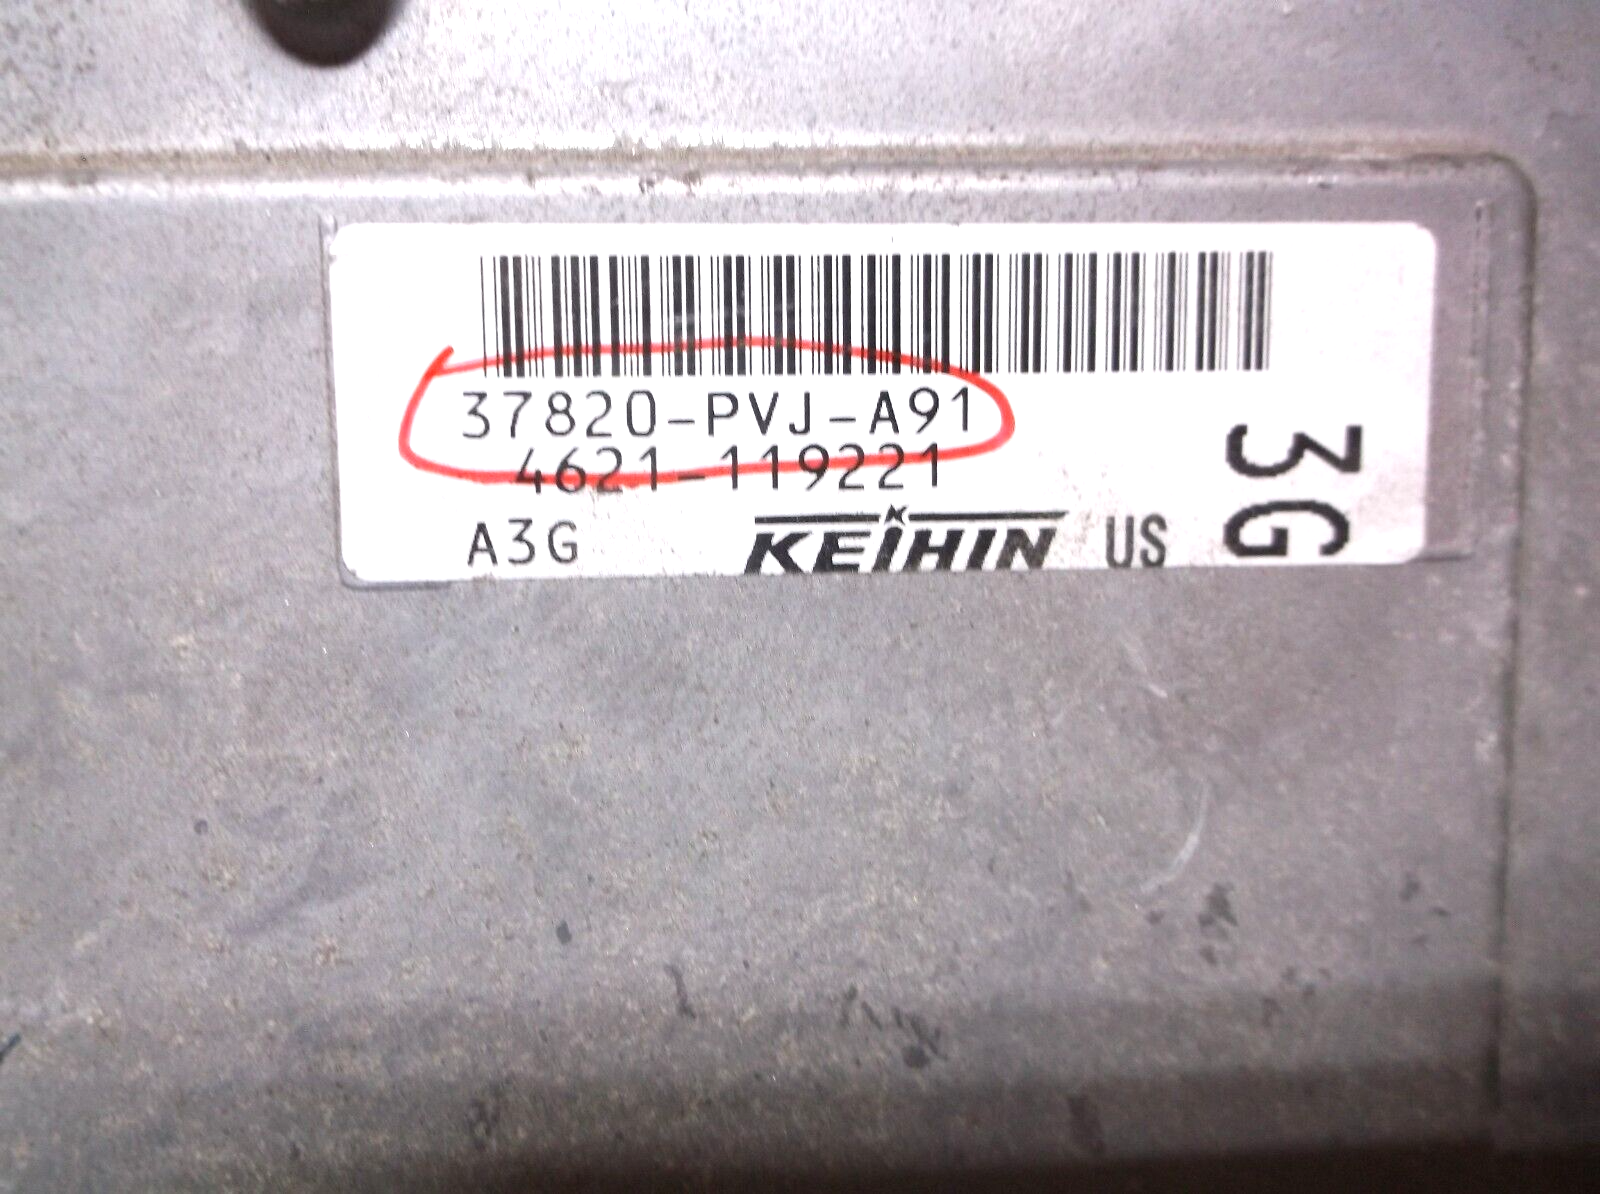 37820-PVJ-A91
4621-119221
A3G KEIHIN US
3G